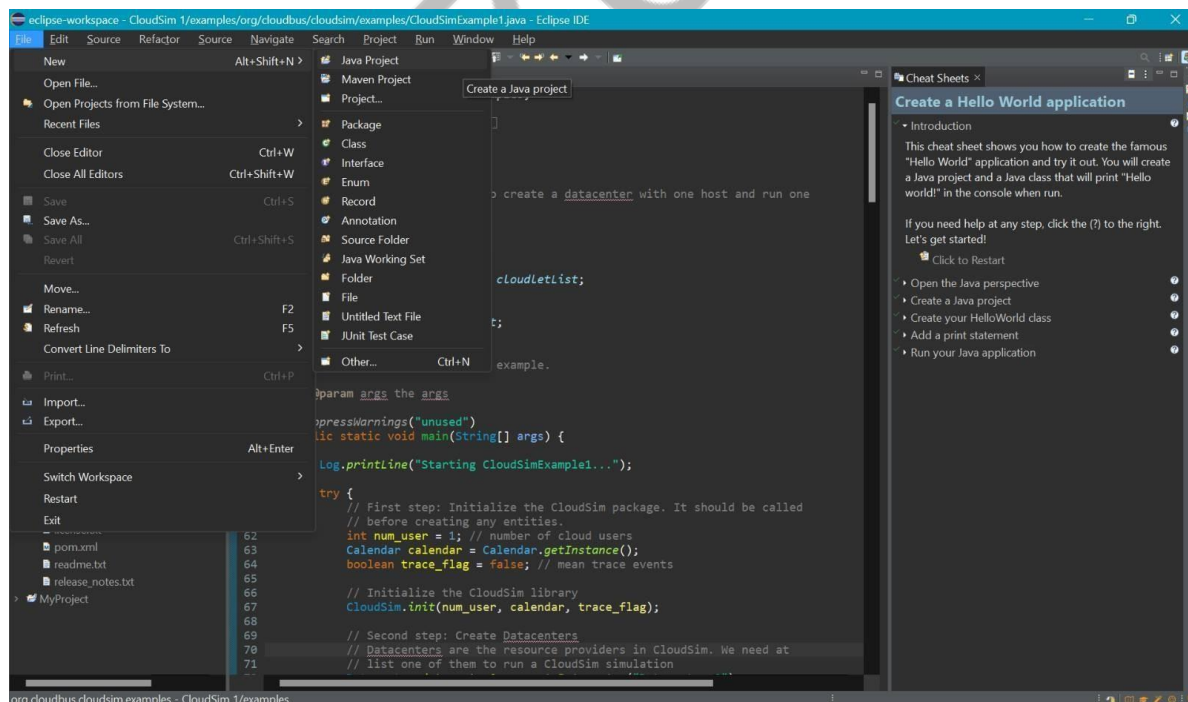 eclipse-workspace - CloudSim 1/examples/org/cloudbus/cloudsim/examples/CloudSimExample1.java - Eclipse IDE
File Edit Source Refactor Source Navigate Search Project Run Window Help
New Alt+Shift+N >
Open File...
Open Projects from File System...
Recent Files >
Close Editor Ctrl+W
Close All Editors Ctrl+Shift+W
Save Ctrl+S
Save As...
Save All Ctrl+Shift+S
Revert
Move...
Rename... F2
Refresh F5
Convert Line Delimiters To >
Print... Ctrl+P
Import...
Export...
Properties Alt+Enter
Switch Workspace >
Restart
Exit
pom.xml
readme.txt
release_notes.txt
MyProject
Java Project
Maven Project
Project...
Create a Java project
Package
Class
Interface
Enum
Record
Annotation
Source Folder
Java Working Set
Folder
File
Untitled Text File
JUnit Test Case
Other... Ctrl+N
create a datacenter with one host and run one
cloudletList;
t;
example.
@param args the args
ppressWarnings("unused")
lic static void main(String[] args) {
Log.printLine("Starting CloudSimExample1...");
try {
// First step: Initialize the CloudSim package. It should be called
// before creating any entities.
62 int num_user = 1; // number of cloud users
63 Calendar calendar = Calendar.getInstance();
64 boolean trace_flag = false; // mean trace events
65
66 // Initialize the CloudSim library
67 CloudSim.init(num_user, calendar, trace_flag);
68
69 // Second step: Create Datacenters
70 // Datacenters are the resource providers in CloudSim. We need at
71 // list one of them to run a CloudSim simulation
Cheat Sheets ×
Create a Hello World application
Introduction
This cheat sheet shows you how to create the famous
"Hello World" application and try it out. You will create
a Java project and a Java class that will print "Hello
world!" in the console when run.
If you need help at any step, click the (?) to the right.
Let's get started!
Click to Restart
Open the Java perspective
Create a Java project
Create your HelloWorld class
Add a print statement
Run your Java application
org.cloudbus.cloudsim.examples - CloudSim 1/examples